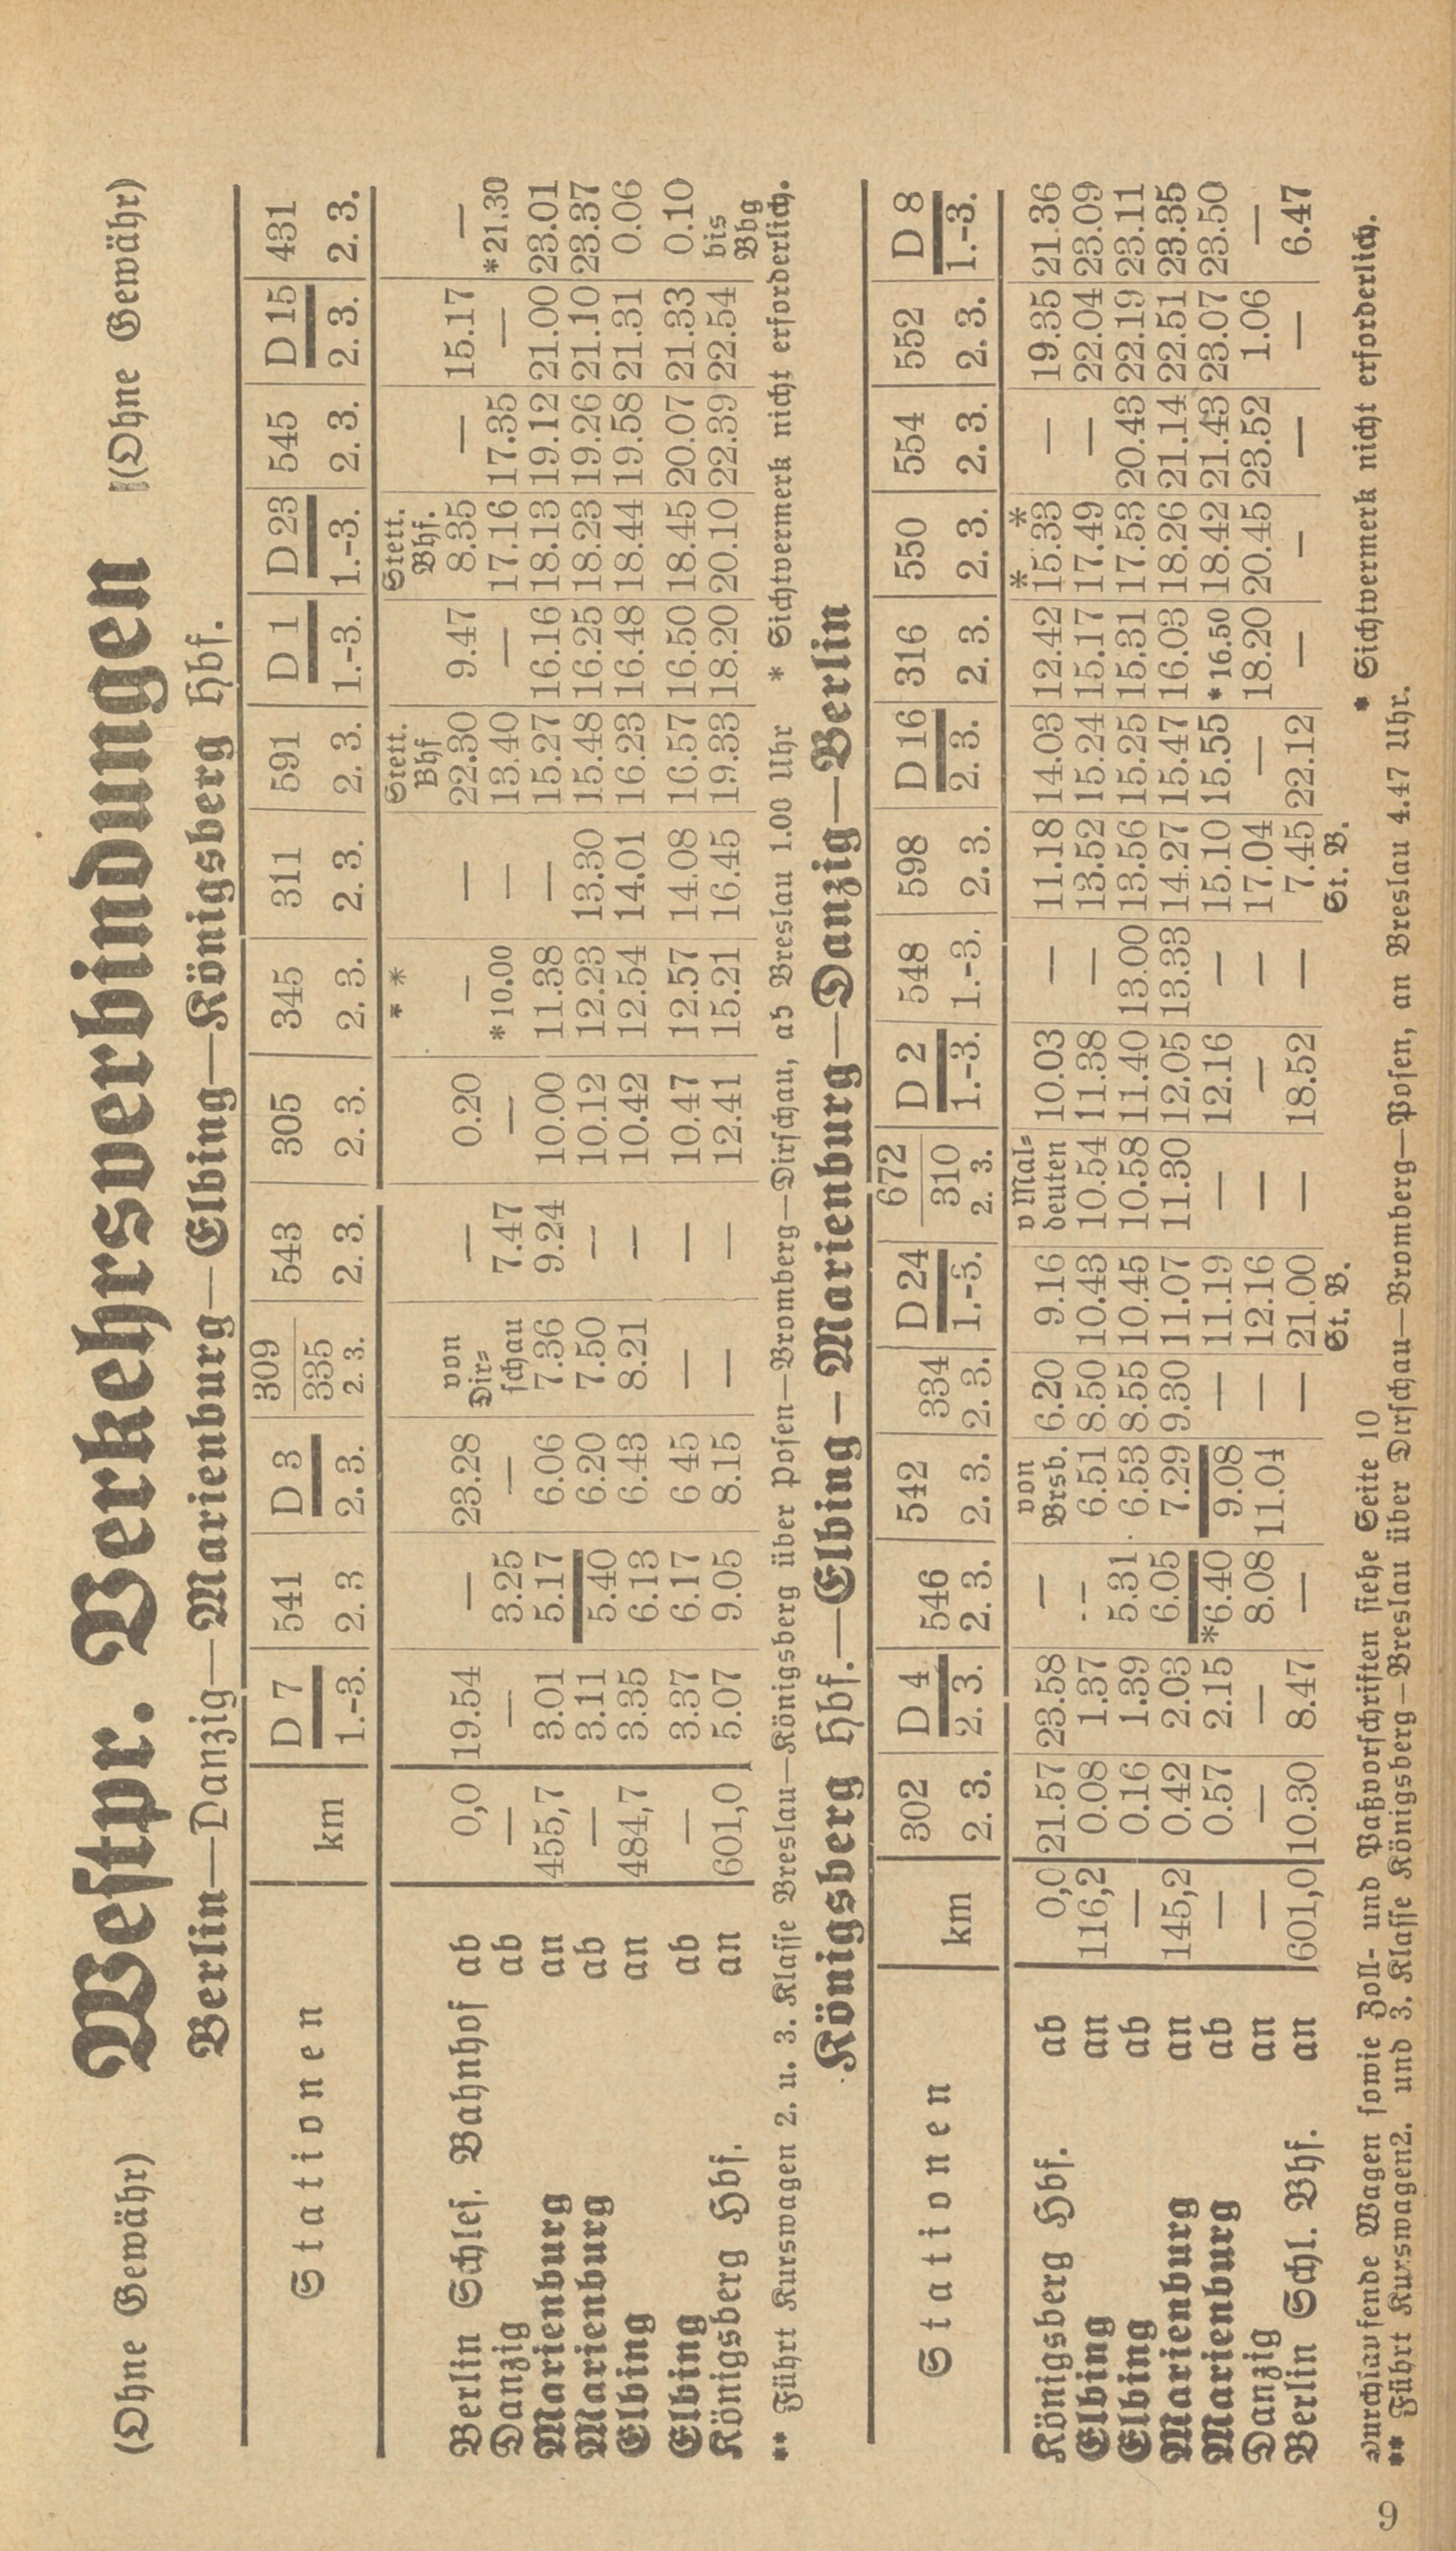 (Ohne Gewähr) Westpr. Verkehrsverbindungen (Ohne Gewähr)
Berlin—Danzig—Marienburg—Elbing—Königsberg Hbf.
Stationen | km | D 7 | 541 | D 3 | 309 / 335 | 543 | 305 | 345 | 311 | 591 | D 1 | D 23 | 545 | D 15 | 431
1.-3. | 2. 3 | 2. 3. | 2. 3. | 2. 3. | 2. 3. | 2. 3. | 2. 3. | 2. 3. | 1.-3. | 1.-3. | 2. 3. | 2. 3. | 2. 3.
* * | Stett. Bhf | Stett. Bhf.
Berlin Schles. Bahnhof ab | 0,0 | 19.54 | — | 23.28 | von | — | 0.20 | — | — | 22.30 | 9.47 | 8.35 | — | 15.17 | —
Danzig ab | — | — | 3.25 | — | Dir=schau | 7.47 | — | *10.00 | — | 13.40 | — | 17.16 | 17.35 | — | *21.30
Marienburg an | 455,7 | 3.01 | 5.17 | 6.06 | 7.36 | 9.24 | 10.00 | 11.38 | — | 15.27 | 16.16 | 18.13 | 19.12 | 21.00 | 23.01
Marienburg ab | — | 3.11 | 5.40 | 6.20 | 7.50 | — | 10.12 | 12.23 | 13.30 | 15.48 | 16.25 | 18.23 | 19.26 | 21.10 | 23.37
Elbing an | 484,7 | 3.35 | 6.13 | 6.43 | 8.21 | — | 10.42 | 12.54 | 14.01 | 16.23 | 16.48 | 18.44 | 19.58 | 21.31 | 0.06
Elbing ab | — | 3.37 | 6.17 | 6 45 | — | — | 10.47 | 12.57 | 14.08 | 16.57 | 16.50 | 18.45 | 20.07 | 21.33 | 0.10
Königsberg Hbf. an | 601,0 | 5.07 | 9.05 | 8.15 | — | — | 12.41 | 15.21 | 16.45 | 19.33 | 18.20 | 20.10 | 22.39 | 22.54 | bis Bbg
** Führt Kurswagen 2. u. 3. Klasse Breslau—Königsberg über Posen—Bromberg—Dirschau, ab Breslau 1.00 Uhr * Sichtvermerk nicht erforderlich.
Königsberg Hbf.—Elbing—Marienburg—Danzig—Berlin
Stationen | km | 302 | D 4 | 546 | 542 | 334 | D 24 | 672 / 310 | D 2 | 548 | 598 | D 16 | 316 | 550 | 554 | 552 | D 8
2. 3. | 2. 3. | 2. 3. | 2. 3. | 2. 3. | 1.-3. | 2. 3. | 1.-3. | 1.-3. | 2. 3. | 2. 3. | 2. 3. | 2. 3. | 2. 3. | 2. 3. | 1.-3.
Königsberg Hbf. ab | 0,0 | 21.57 | 23.58 | — | von Brsb. | 6.20 | 9.16 | v Mal=deuten | 10.03 | — | 11.18 | 14.03 | 12.42 | * * 15.33 | — | 19.35 | 21.36
Elbing an | 116,2 | 0.08 | 1.37 | -- | 6.51 | 8.50 | 10.43 | 10.54 | 11.38 | — | 13.52 | 15.24 | 15.17 | 17.49 | — | 22.04 | 23.09
Elbing ab | — | 0.16 | 1.39 | 5.31 | 6.53 | 8.55 | 10.45 | 10.58 | 11.40 | 13.00 | 13.56 | 15.25 | 15.31 | 17.53 | 20.43 | 22.19 | 23.11
Marienburg an | 145,2 | 0.42 | 2.03 | 6.05 | 7.29 | 9.30 | 11.07 | 11.30 | 12.05 | 13.33 | 14.27 | 15.47 | 16.03 | 18.26 | 21.14 | 22.51 | 23.35
Marienburg ab | — | 0.57 | 2.15 | *6.40 | 9.08 | — | 11.19 | — | 12.16 | — | 15.10 | 15.55 | *16.50 | 18.42 | 21.43 | 23.07 | 23.50
Danzig an | — | — | — | 8.08 | 11.04 | — | 12.16 | — | — | — | 17.04 | — | 18.20 | 20.45 | 23.52 | 1.06 | —
Berlin Schl. Bhf. an | 601,0 | 10.30 | 8.47 | — | | — | 21.00 | — | 18.52 | — | 7.45 | 22.12 | — | — | — | — | 6.47
St. B. | St. B.
Durchlaufende Wagen sowie Zoll- und Paßvorschriften siehe Seite 10 * Sichtvermerk nicht erforderlich.
** Führt Kurswagen 2. und 3. Klasse Königsberg—Breslau über Dirschau—Bromberg—Posen, an Breslau 4.47 Uhr.
9